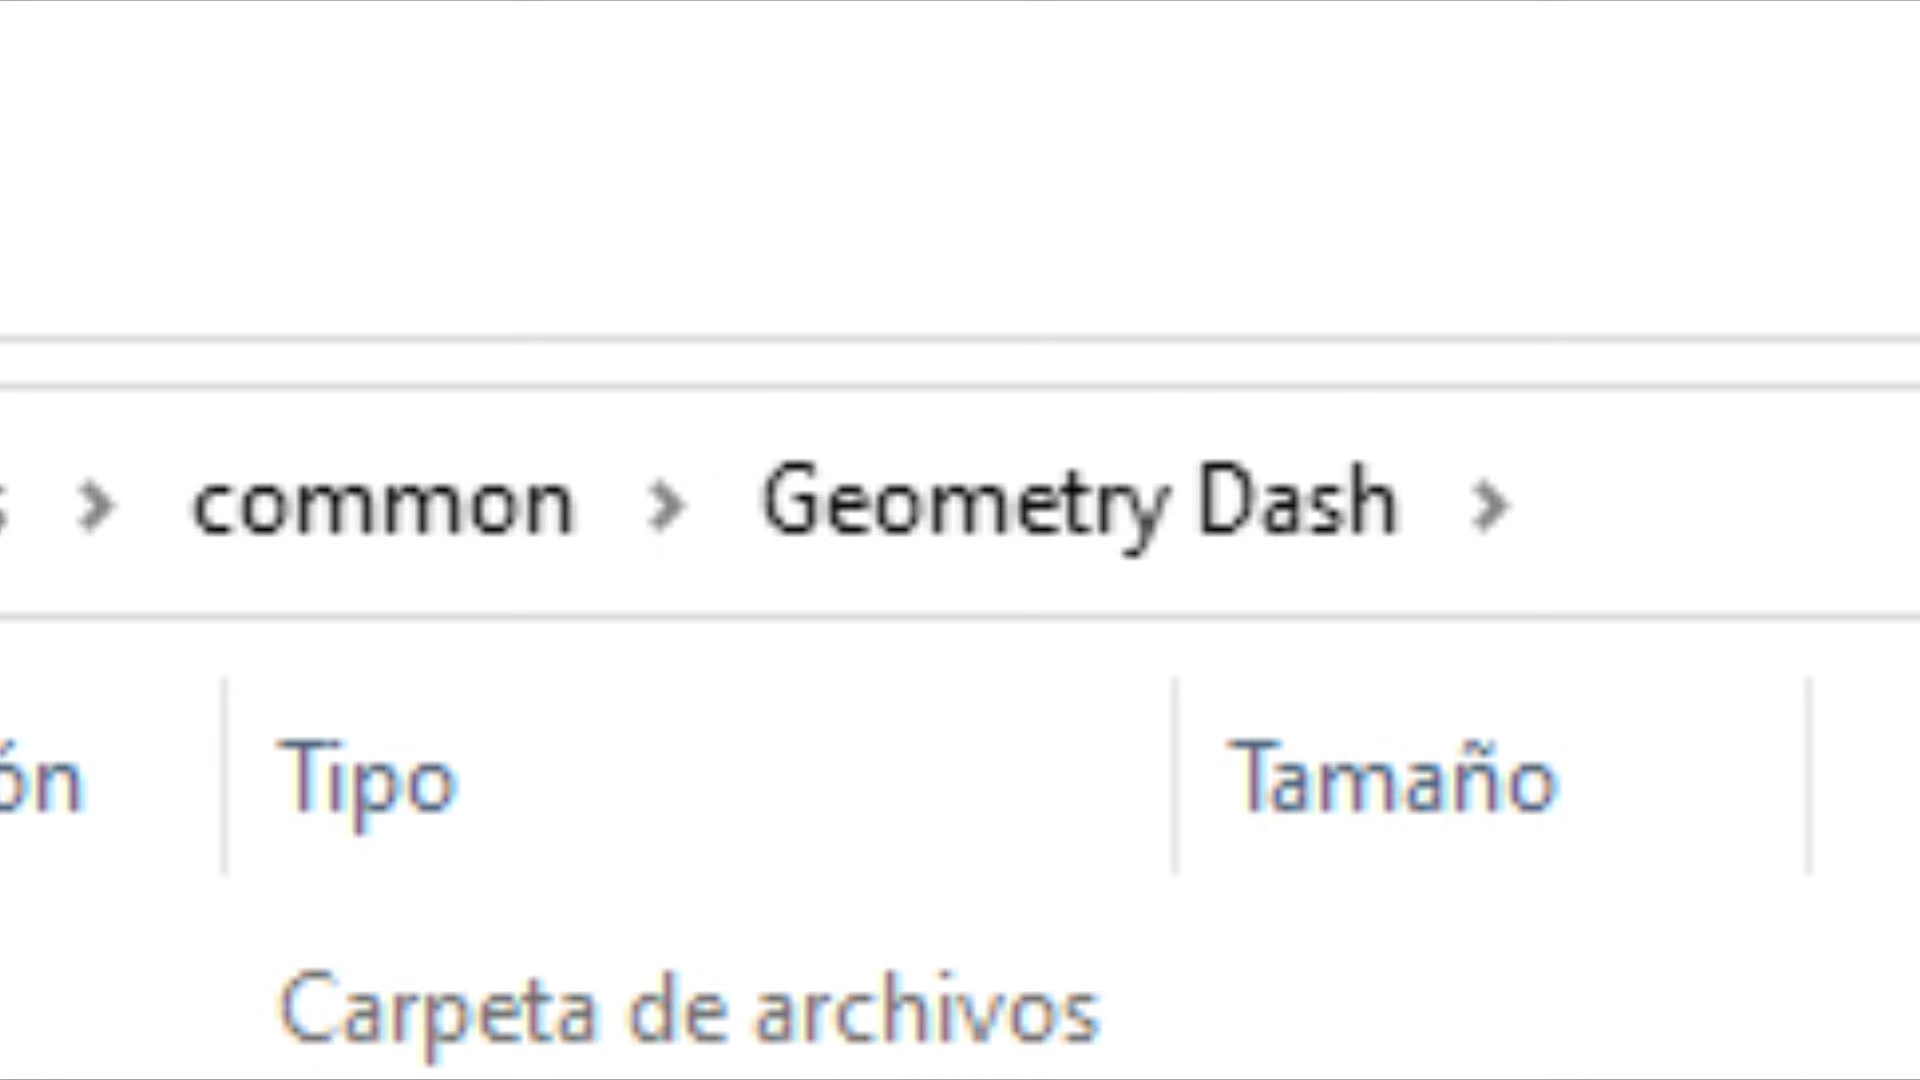 common > Geometry Dash >
Tipo Tamaño
Carpeta de archivos